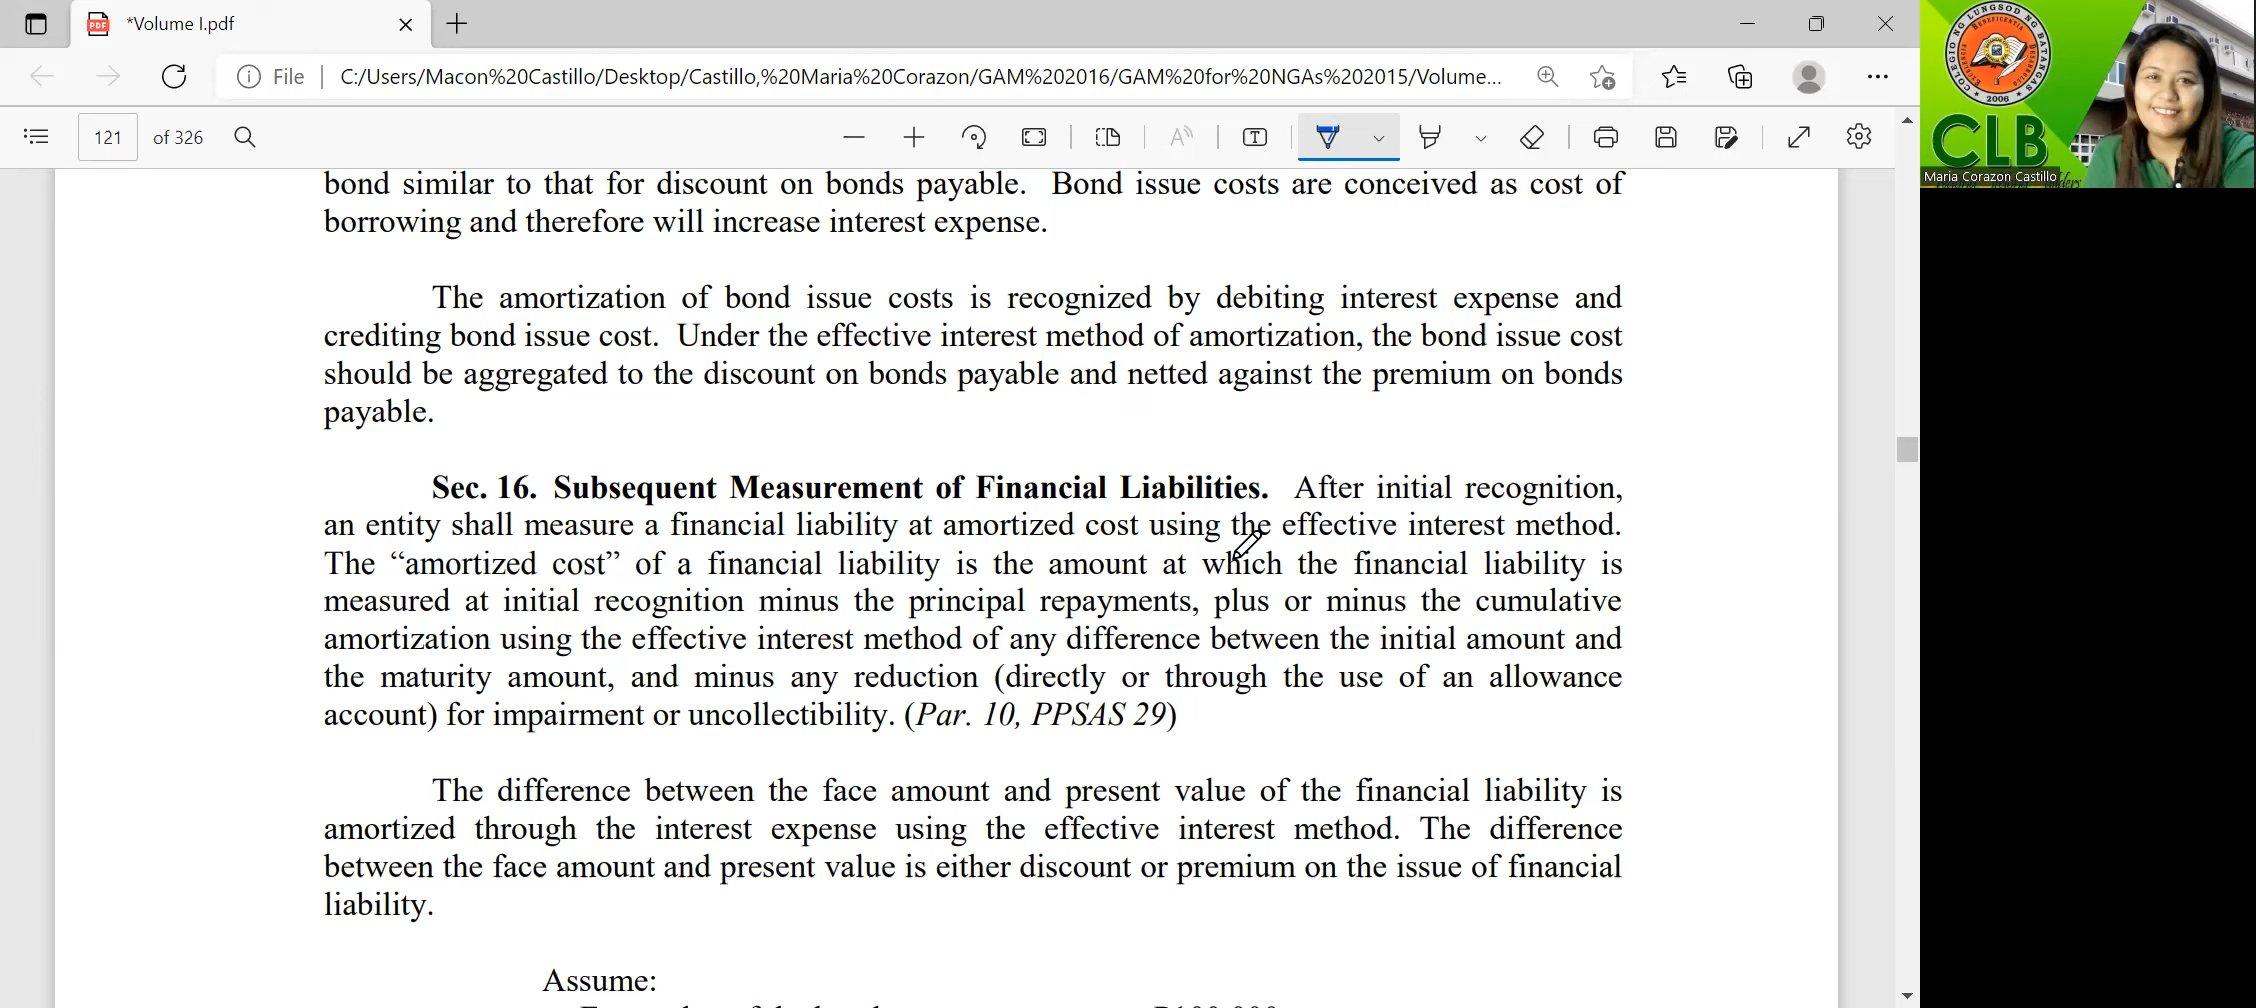 *Volume I.pdf
File
C:/Users/Macon%20Castillo/Desktop/Castillo,%20Maria%20Corazon/GAM%202016/GAM%20for%20NGAs%202015/Volume...
121 of 326
bond similar to that for discount on bonds payable. Bond issue costs are conceived as cost of
borrowing and therefore will increase interest expense.
The amortization of bond issue costs is recognized by debiting interest expense and
crediting bond issue cost. Under the effective interest method of amortization, the bond issue cost
should be aggregated to the discount on bonds payable and netted against the premium on bonds
payable.
Sec. 16. Subsequent Measurement of Financial Liabilities. After initial recognition,
an entity shall measure a financial liability at amortized cost using the effective interest method.
The “amortized cost” of a financial liability is the amount at which the financial liability is
measured at initial recognition minus the principal repayments, plus or minus the cumulative
amortization using the effective interest method of any difference between the initial amount and
the maturity amount, and minus any reduction (directly or through the use of an allowance
account) for impairment or uncollectibility. (Par. 10, PPSAS 29)
The difference between the face amount and present value of the financial liability is
amortized through the interest expense using the effective interest method. The difference
between the face amount and present value is either discount or premium on the issue of financial
liability.
Assume:
COLEGIO NG LUNGSOD NG BATANGAS
2006
CLB
Maria Corazon Castillo